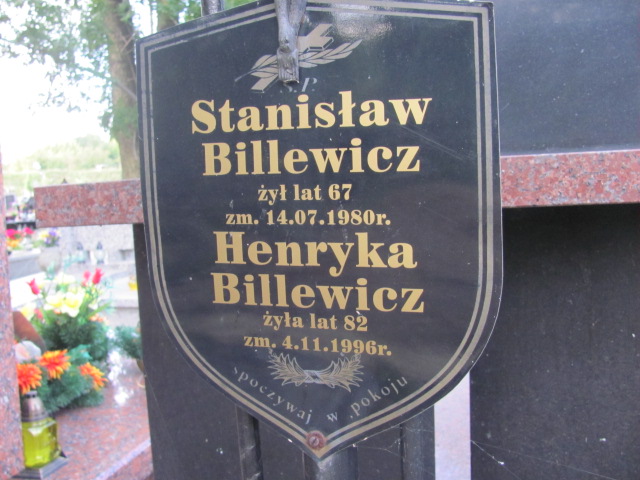 P.
Stanisław
Billewicz
żył lat 67
zm. 14.07.1980r.
Henryka
Billewicz
żyła lat 82
zm. 4.11.1996r.
spoczywaj w pokoju